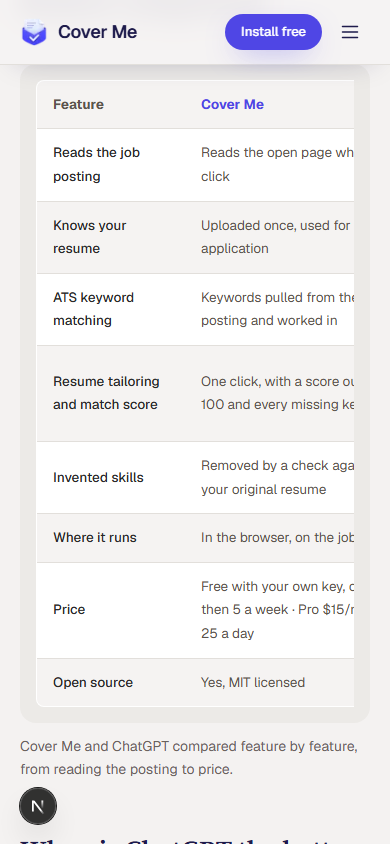 Cover Me
Install free
Feature
Cover Me
Reads the job
posting
Reads the open page
click
Knows your
resume
Uploaded once, used for
application
ATS keyword
matching
Keywords pulled from the
posting and worked in
Resume tailoring
and match score
One click, with a score
100 and every missing
Invented skills
Removed by a check
your original resume
Where it runs
In the browser, on the job
Price
Free with your own key,
then 5 a week · Pro
25 a day
Open source
Yes, MIT licensed
Cover Me and ChatGPT compared feature by feature,
from reading the posting to price.
N
ChatGPT the